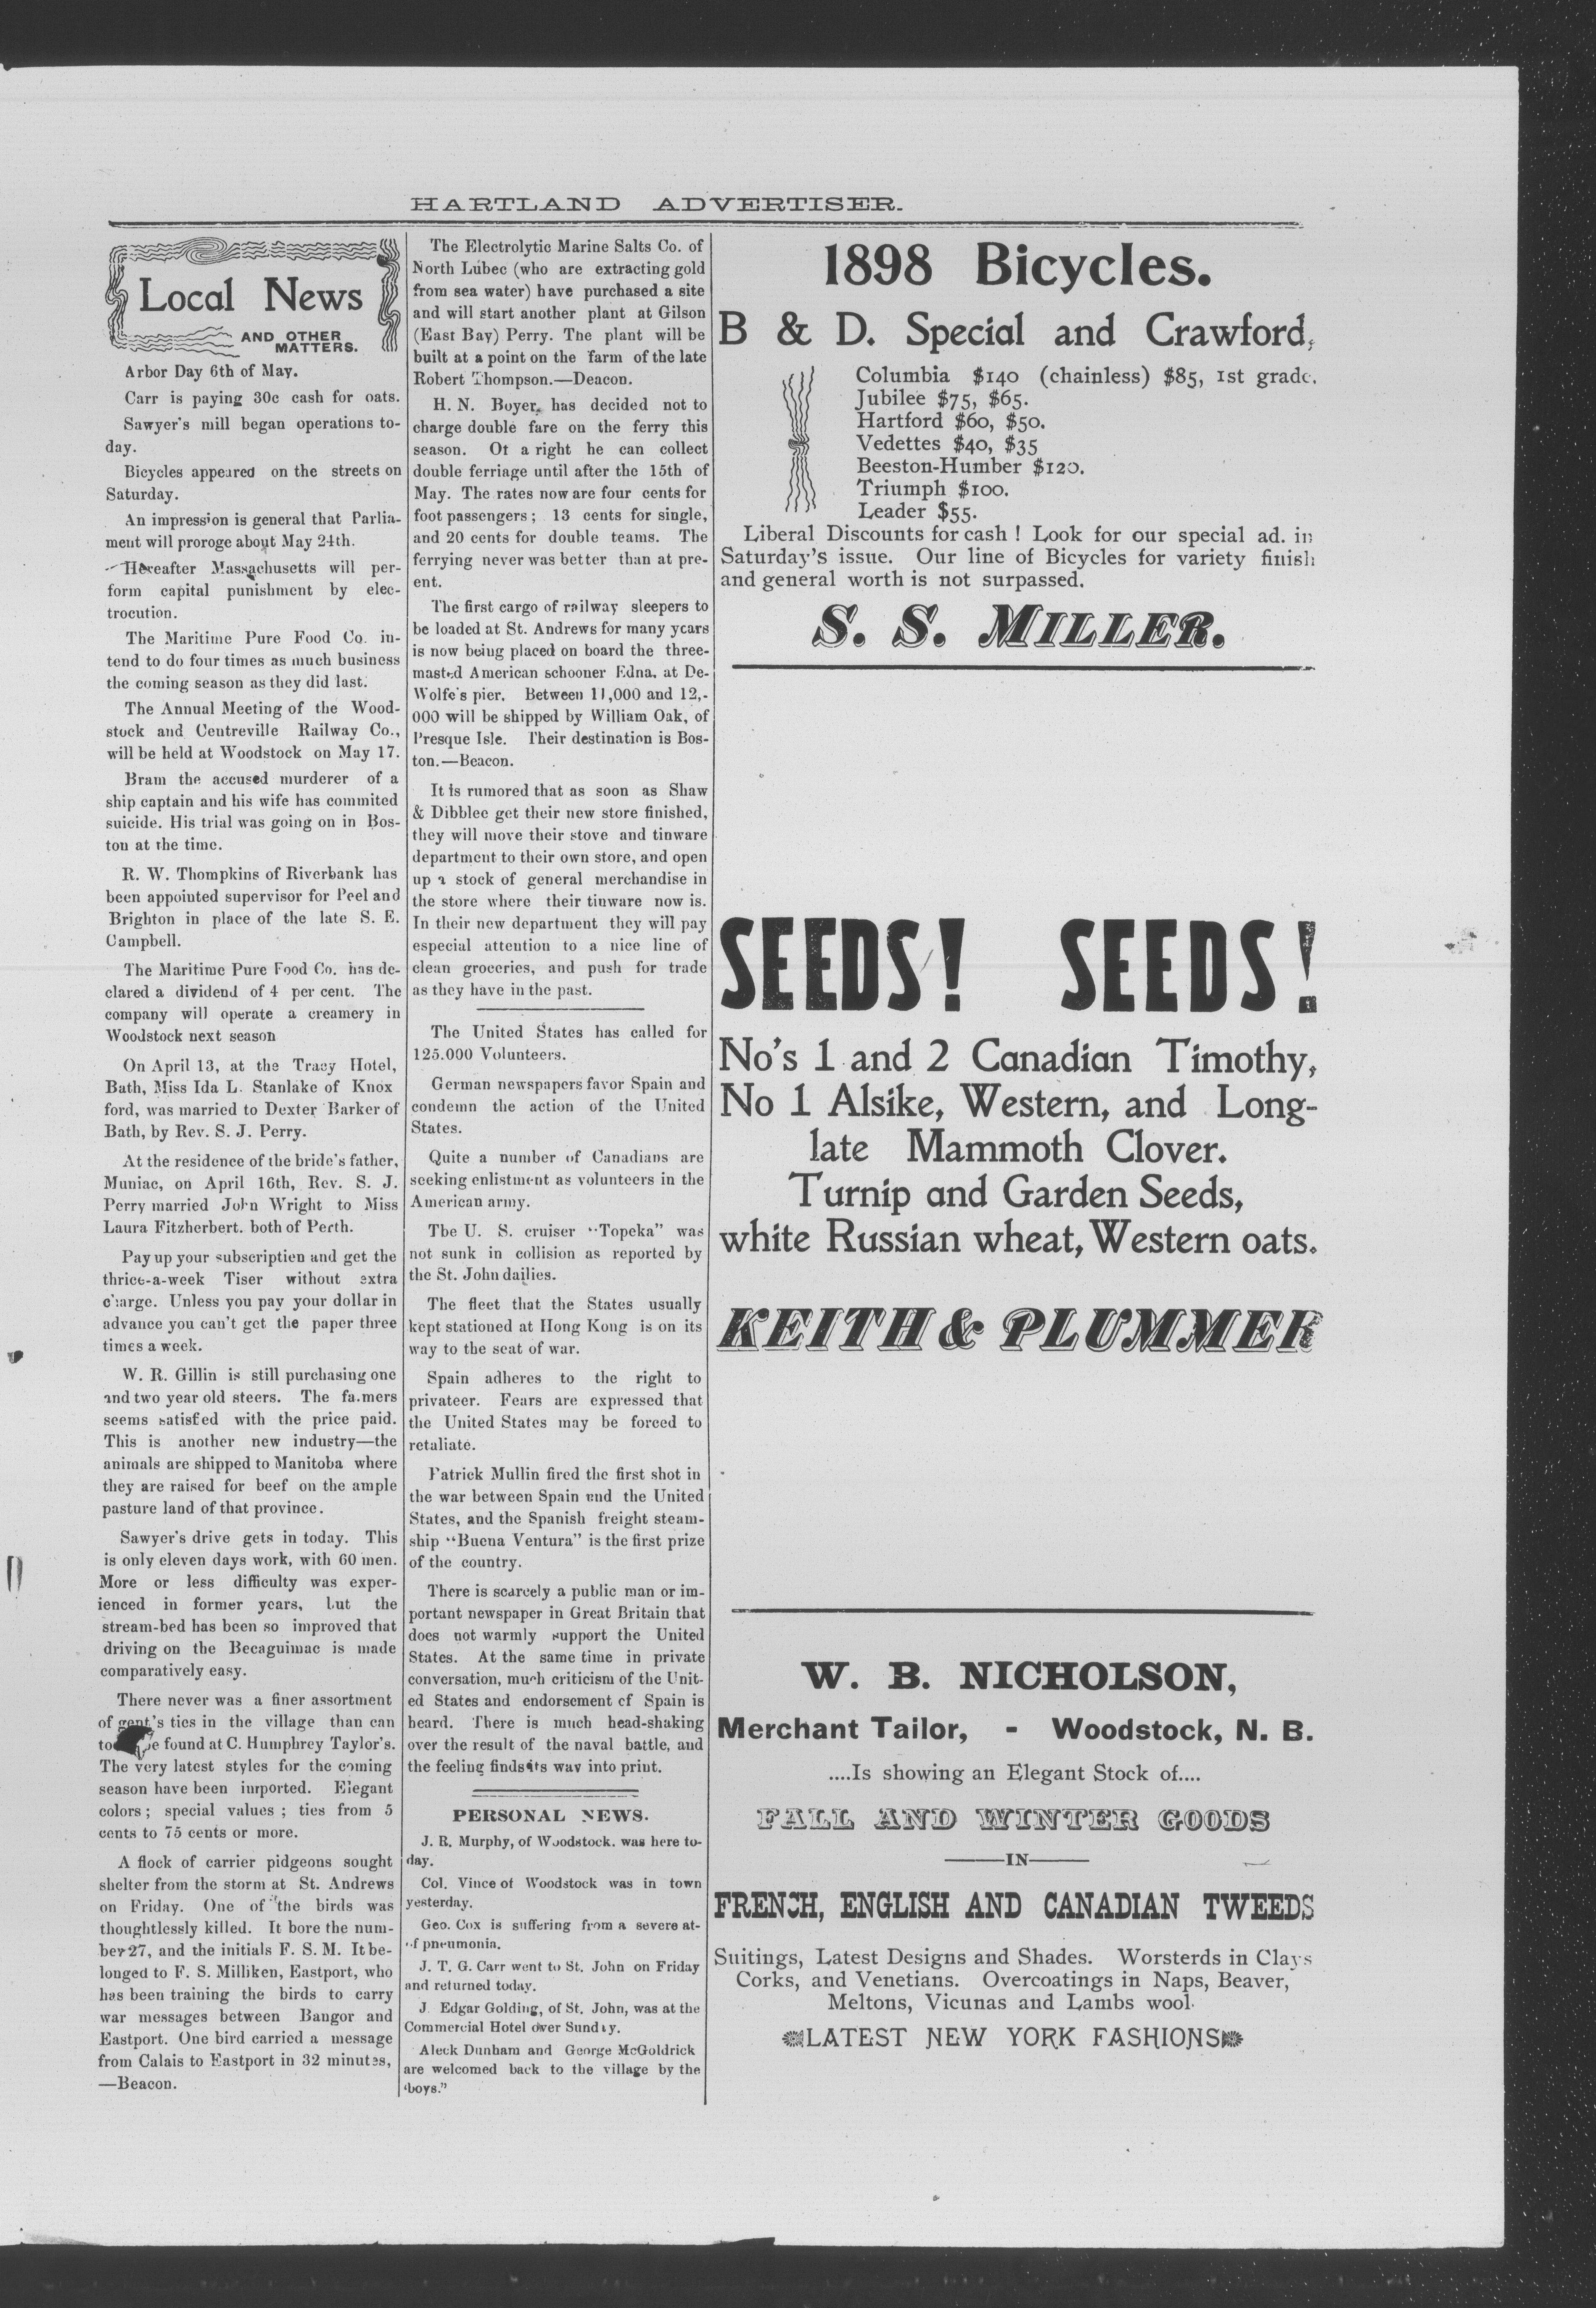 HARTLAND ADVERTISER.
Local News
AND OTHER
MATTERS.
Arbor Day 6th of May.
Carr is paying 30c cash for oats.
Sawyer's mill began operations to-
day.
Bicycles appeared on the streets on
Saturday.
An impression is general that Parlia-
ment will proroge about May 24th.
Hereafter Massachusetts will per-
form capital punishment by elec-
trocution.
The Maritime Pure Food Co. in-
tend to do four times as much business
the coming season as they did last.
The Annual Meeting of the Wood-
stock and Centreville Railway Co.,
will be held at Woodstock on May 17.
Bram the accused murderer of a
ship captain and his wife has commited
suicide. His trial was going on in Bos-
ton at the time.
R. W. Thompkins of Riverbank has
been appointed supervisor for Peel and
Brighton in place of the late S. E.
Campbell.
The Maritime Pure Food Co. has de-
clared a dividend of 4 per cent. The
company will operate a creamery in
Woodstock next season
On April 13, at the Tracy Hotel,
Bath, Miss Ida L. Stanlake of Knox
ford, was married to Dexter Barker of
Bath, by Rev. S. J. Perry.
At the residence of the bride's father,
Muniac, on April 16th, Rev. S. J.
Perry married John Wright to Miss
Laura Fitzherbert. both of Perth.
Pay up your subscription and get the
thrice-a-week Tiser without extra
charge. Unless you pay your dollar in
advance you can't get the paper three
times a week.
W. R. Gillin is still purchasing one
and two year old steers. The fa.mers
seems satisfied with the price paid.
This is another new industry—the
animals are shipped to Manitoba where
they are raised for beef on the ample
pasture land of that province.
Sawyer's drive gets in today. This
is only eleven days work, with 60 men.
More or less difficulty was exper-
ienced in former years, but the
stream-bed has been so improved that
driving on the Becaguimac is made
comparatively easy.
There never was a finer assortment
of gent's ties in the village than can
found at C. Humphrey Taylor's.
The very latest styles for the coming
season have been imported. Elegant
colors; special values; ties from 5
cents to 75 cents or more.
A flock of carrier pidgeons sought
shelter from the storm at St. Andrews
on Friday. One of the birds was
thoughtlessly killed. It bore the num-
ber 27, and the initials F. S. M. It be-
longed to F. S. Milliken, Eastport, who
has been training the birds to carry
war messages between Bangor and
Eastport. One bird carried a message
from Calais to Eastport in 32 minutes,
—Beacon.
The Electrolytic Marine Salts Co. of
North Lubec (who are extracting gold
from sea water) have purchased a site
and will start another plant at Gilson
(East Bay) Perry. The plant will be
built at a point on the farm of the late
Robert Thompson.—Deacon.
H. N. Boyer, has decided not to
charge double fare on the ferry this
season. Of a right he can collect
double ferriage until after the 15th of
May. The rates now are four cents for
foot passengers; 13 cents for single,
and 20 cents for double teams. The
ferrying never was better than at pre-
ent.
The first cargo of railway sleepers to
be loaded at St. Andrews for many years
is now being placed on board the three-
masted American schooner Edna, at De-
Wolfe's pier. Between 11,000 and 12,-
000 will be shipped by William Oak, of
Presque Isle. Their destination is Bos-
ton.—Beacon.
It is rumored that as soon as Shaw
& Dibblee get their new store finished,
they will move their stove and tinware
department to their own store, and open
up a stock of general merchandise in
the store where their tinware now is.
In their new department they will pay
especial attention to a nice line of
clean groceries, and push for trade
as they have in the past.
The United States has called for
125.000 Volunteers.
German newspapers favor Spain and
condemn the action of the United
States.
Quite a number of Canadians are
seeking enlistment as volunteers in the
American army.
The U. S. cruiser "Topeka" was
not sunk in collision as reported by
the St. John dailies.
The fleet that the States usually
kept stationed at Hong Kong is on its
way to the seat of war.
Spain adheres to the right to
privateer. Fears are expressed that
the United States may be forced to
retaliate.
Patrick Mullin fired the first shot in
the war between Spain and the United
States, and the Spanish freight steam-
ship "Buena Ventura" is the first prize
of the country.
There is scarcely a public man or im-
portant newspaper in Great Britain that
does not warmly support the United
States. At the same time in private
conversation, much criticism of the Unit-
ed States and endorsement of Spain is
heard. There is much head-shaking
over the result of the naval battle, and
the feeling finds its way into print.
PERSONAL NEWS.
J. R. Murphy, of Woodstock. was here to-
day.
Col. Vince of Woodstock was in town
yesterday.
Geo. Cox is suffering from a severe at-
of pneumonia.
J. T. G. Carr went to St. John on Friday
and returned today.
J. Edgar Golding, of St. John, was at the
Commercial Hotel over Sunday.
Aleck Dunham and George McGoldrick
are welcomed back to the village by the
'boys."
1898 Bicycles.
B & D. Special and Crawford,
Columbia $140 (chainless) $85, 1st grade.
Jubilee $75, $65.
Hartford $60, $50.
Vedettes $40, $35
Beeston-Humber $120.
Triumph $100.
Leader $55.
Liberal Discounts for cash! Look for our special ad. in
Saturday's issue. Our line of Bicycles for variety finish
and general worth is not surpassed.
S. S. MILLER.
SEEDS! SEEDS!
No's 1 and 2 Canadian Timothy,
No 1 Alsike, Western, and Long-
late Mammoth Clover.
Turnip and Garden Seeds,
white Russian wheat, Western oats.
KEITH & PLUMMER
W. B. NICHOLSON,
Merchant Tailor, - Woodstock, N. B.
....Is showing an Elegant Stock of....
FALL AND WINTER GOODS
—IN—
FRENCH, ENGLISH AND CANADIAN TWEEDS
Suitings, Latest Designs and Shades. Worsterds in Clays
Corks, and Venetians. Overcoatings in Naps, Beaver,
Meltons, Vicunas and Lambs wool.
LATEST NEW YORK FASHIONS